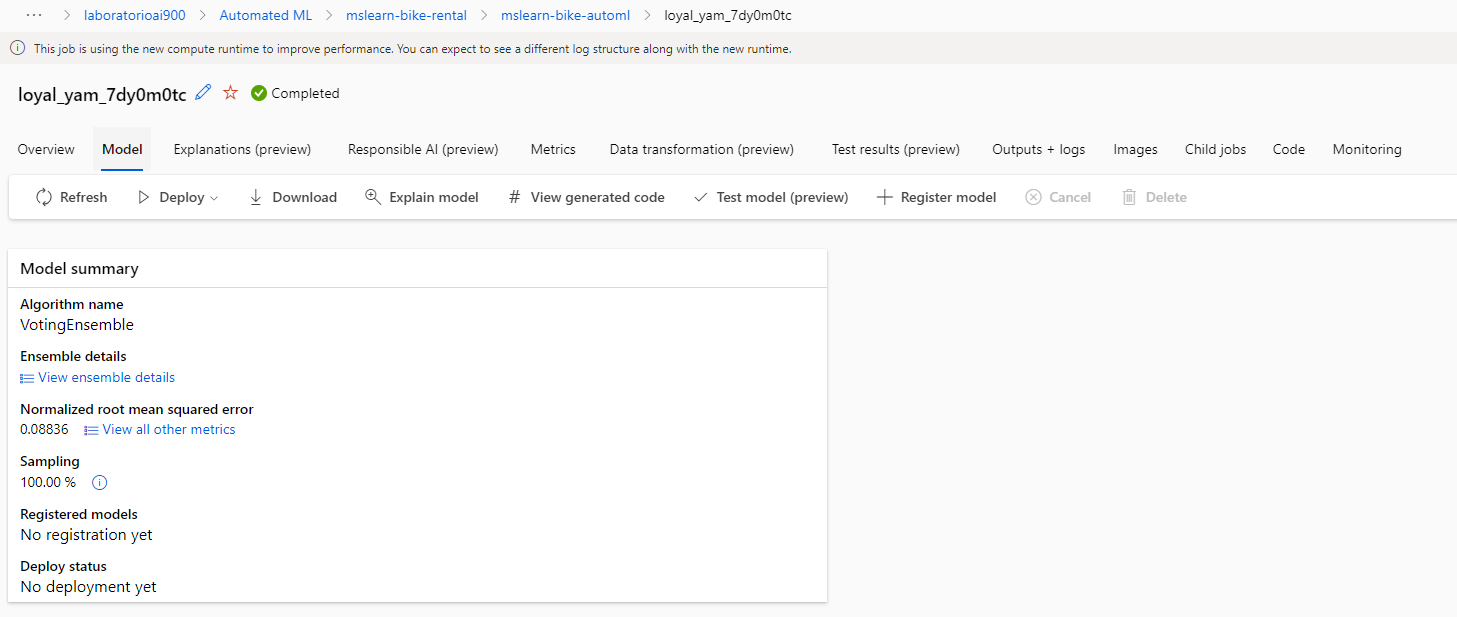 ··· > laboratorioai900 > Automated ML > mslearn-bike-rental > mslearn-bike-automl > loyal_yam_7dy0m0tc
This job is using the new compute runtime to improve performance. You can expect to see a different log structure along with the new runtime.
loyal_yam_7dy0m0tc Completed
Overview Model Explanations (preview) Responsible AI (preview) Metrics Data transformation (preview) Test results (preview) Outputs + logs Images Child jobs Code Monitoring
Refresh Deploy Download Explain model # View generated code Test model (preview) Register model Cancel Delete
Model summary
Algorithm name
VotingEnsemble
Ensemble details
View ensemble details
Normalized root mean squared error
0.08836 View all other metrics
Sampling
100.00 %
Registered models
No registration yet
Deploy status
No deployment yet